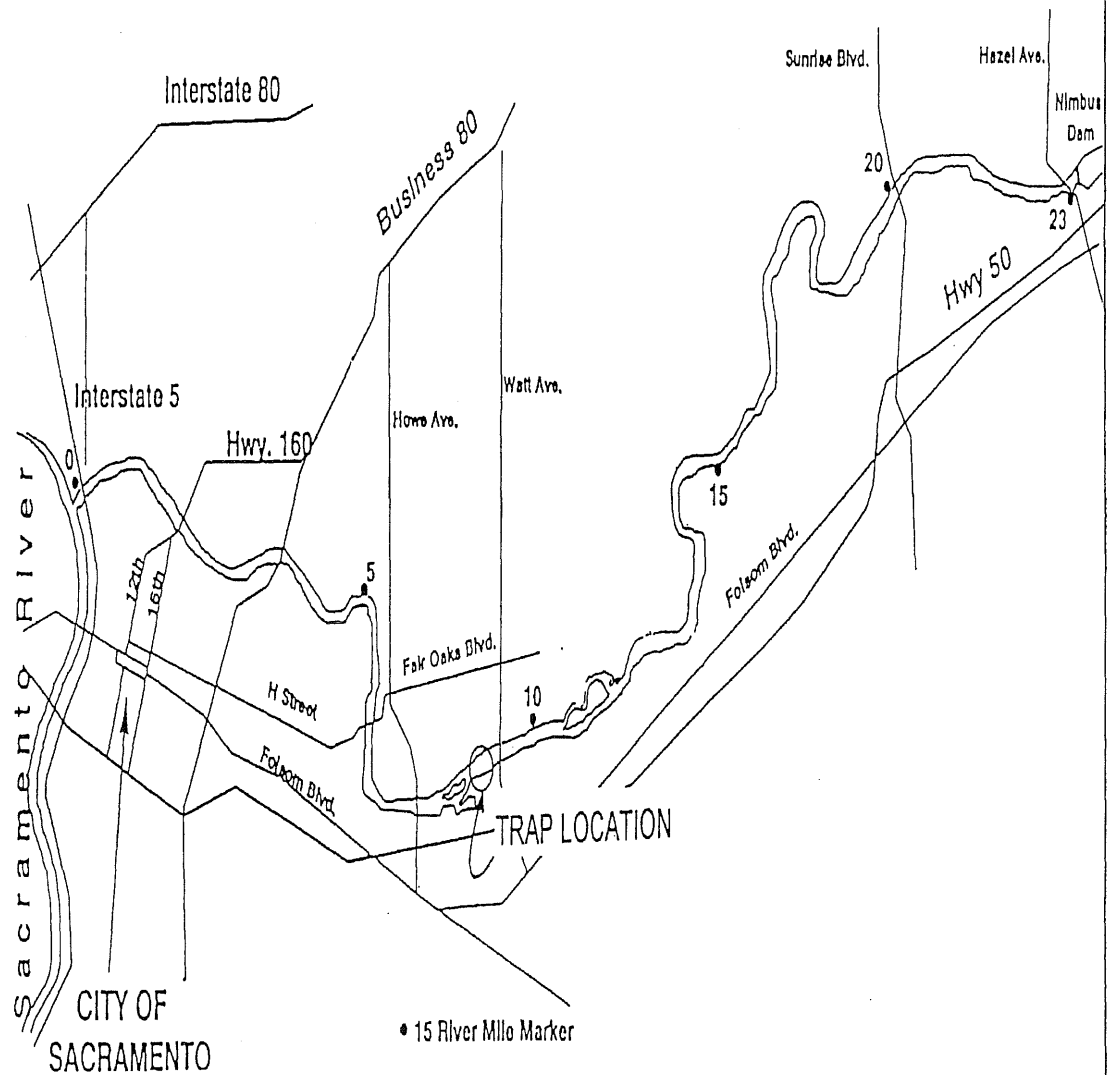 Interstate 80
Business 80
Sunrise Blvd.
Hazel Ave.
Nimbus
Dam
20
23
Hwy 50
Interstate 5
Hwy. 160
Howe Ave.
Watt Ave.
0
5
15
10
12th
16th
Sacramento River
H Street
Fair Oaks Blvd.
Folsom Blvd.
Folsom Blvd.
TRAP LOCATION
CITY OF
SACRAMENTO
15 River Mile Marker